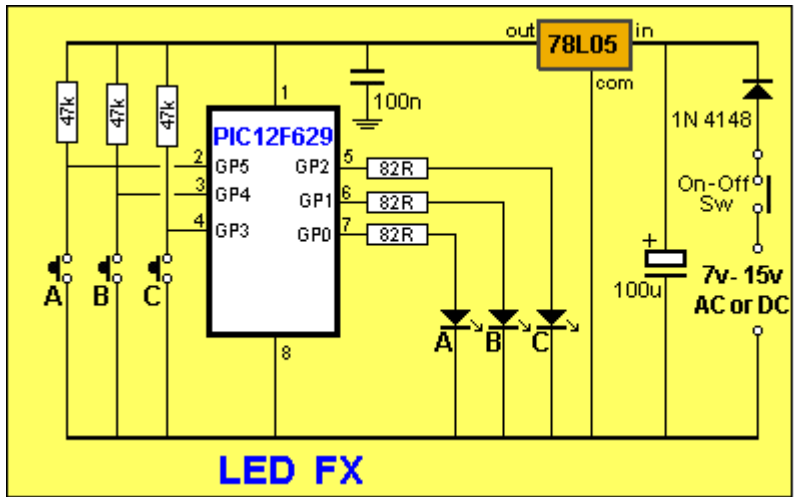 out
78L05
in
com
1N 4148
47k
47k
47k
1
100n
PIC12F629
2
GP5
GP2
5
82R
3
GP4
GP1
6
82R
4
GP3
GP0
7
82R
On-Off
Sw
+
100u
7v- 15v
AC or DC
A
B
C
A
B
C
8
LED FX